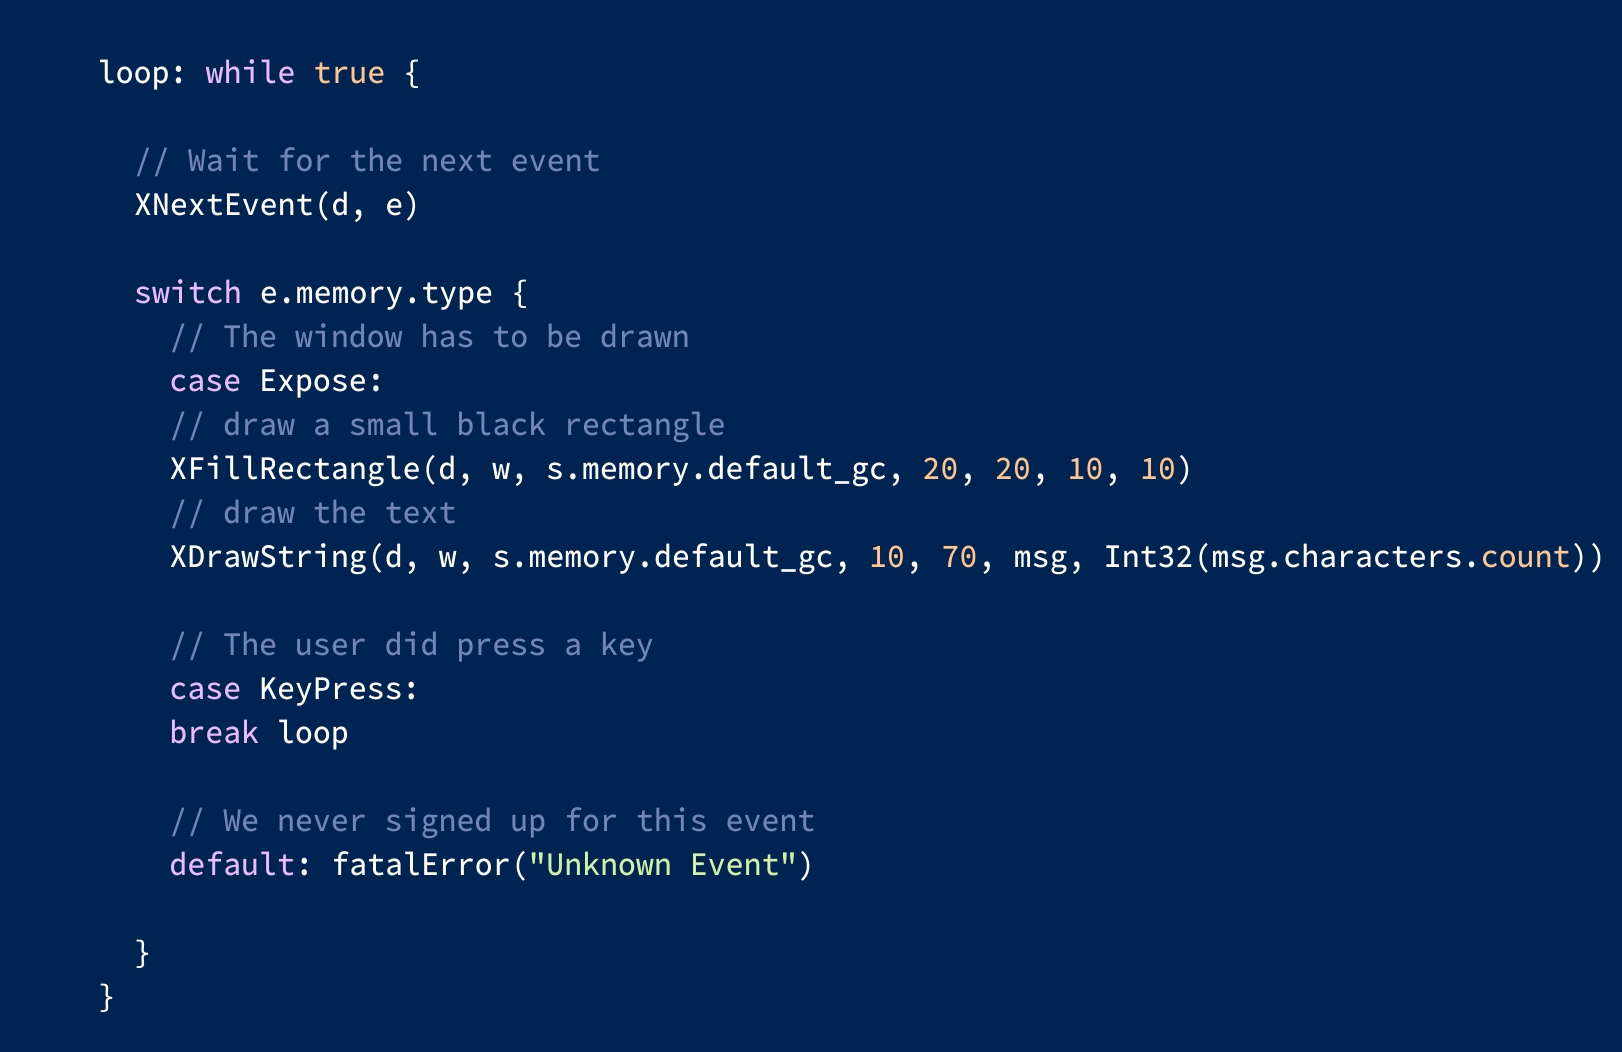 loop: while true {
// Wait for the next event
XNextEvent(d, e)
switch e.memory.type {
// The window has to be drawn
case Expose:
// draw a small black rectangle
XFillRectangle(d, w, s.memory.default_gc, 20, 20, 10, 10)
// draw the text
XDrawString(d, w, s.memory.default_gc, 10, 70, msg, Int32(msg.characters.count))
// The user did press a key
case KeyPress:
break loop
// We never signed up for this event
default: fatalError("Unknown Event")
}
}